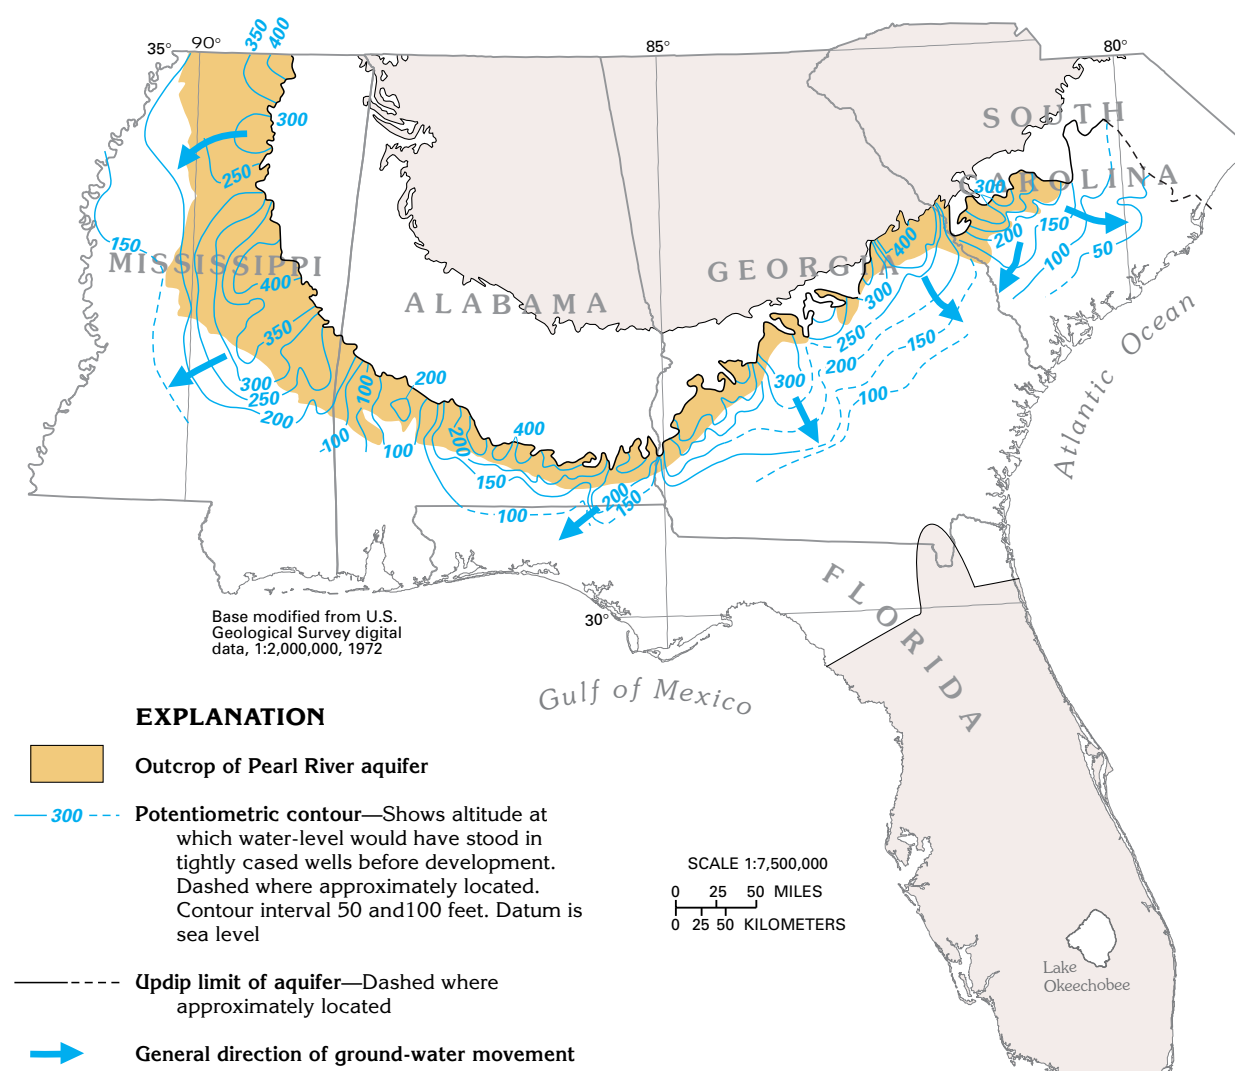 350
400
35°
90°
85°
80°
300
SOUTH
250
CAROLINA
300
150
200
150
50
100
400
MISSISSIPPI
GEORGIA
400
300
ALABAMA
350
250
150
200
300
250
200
100
200
300
100
100
100
200
400
150
200
150
100
FLORIDA
Atlantic Ocean
30°
Gulf of Mexico
Base modified from U.S.
Geological Survey digital
data, 1:2,000,000, 1972
EXPLANATION
Outcrop of Pearl River aquifer
300
Potentiometric contour—Shows altitude at
which water-level would have stood in
tightly cased wells before development.
Dashed where approximately located.
Contour interval 50 and100 feet. Datum is
sea level
Updip limit of aquifer—Dashed where
approximately located
General direction of ground-water movement
SCALE 1:7,500,000
0 25 50 MILES
0 25 50 KILOMETERS
Lake
Okeechobee